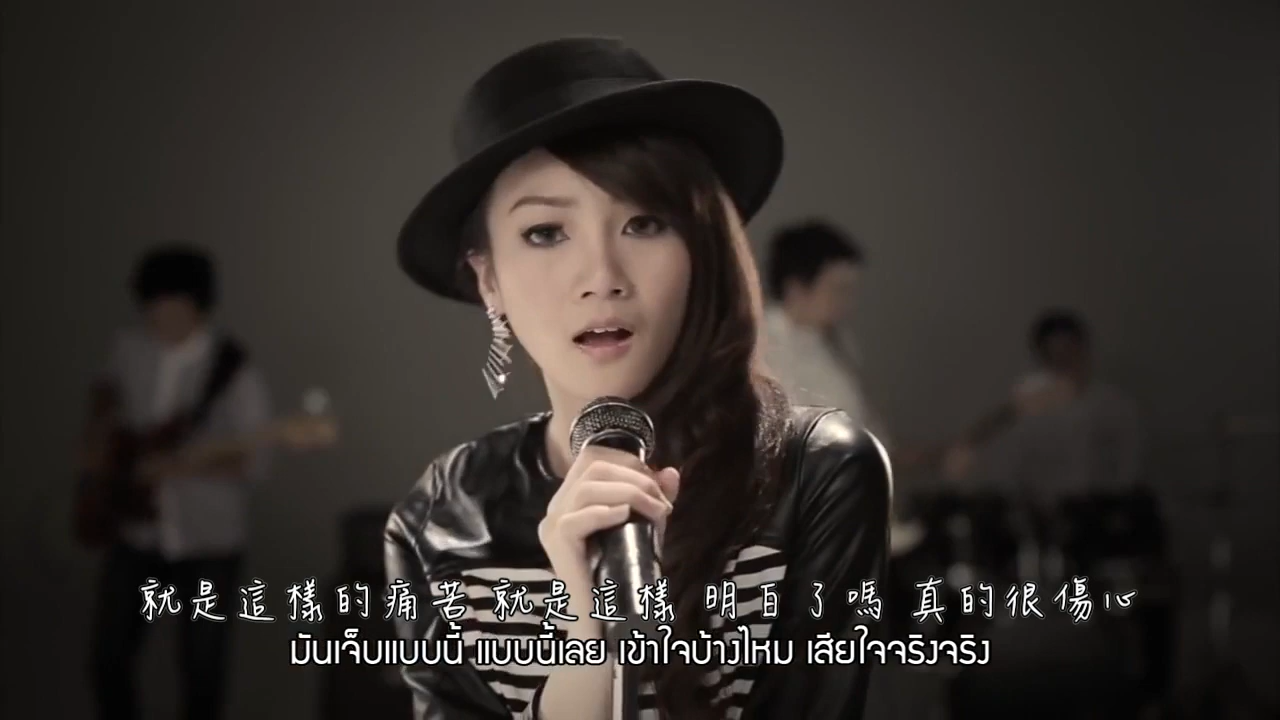 就是這樣的痛苦 就是這樣 明白了嗎 真的很傷心
มันเจ็บแบบนี้ แบบนี้เลย เข้าใจบ้างไหม เสียใจจริงจริง